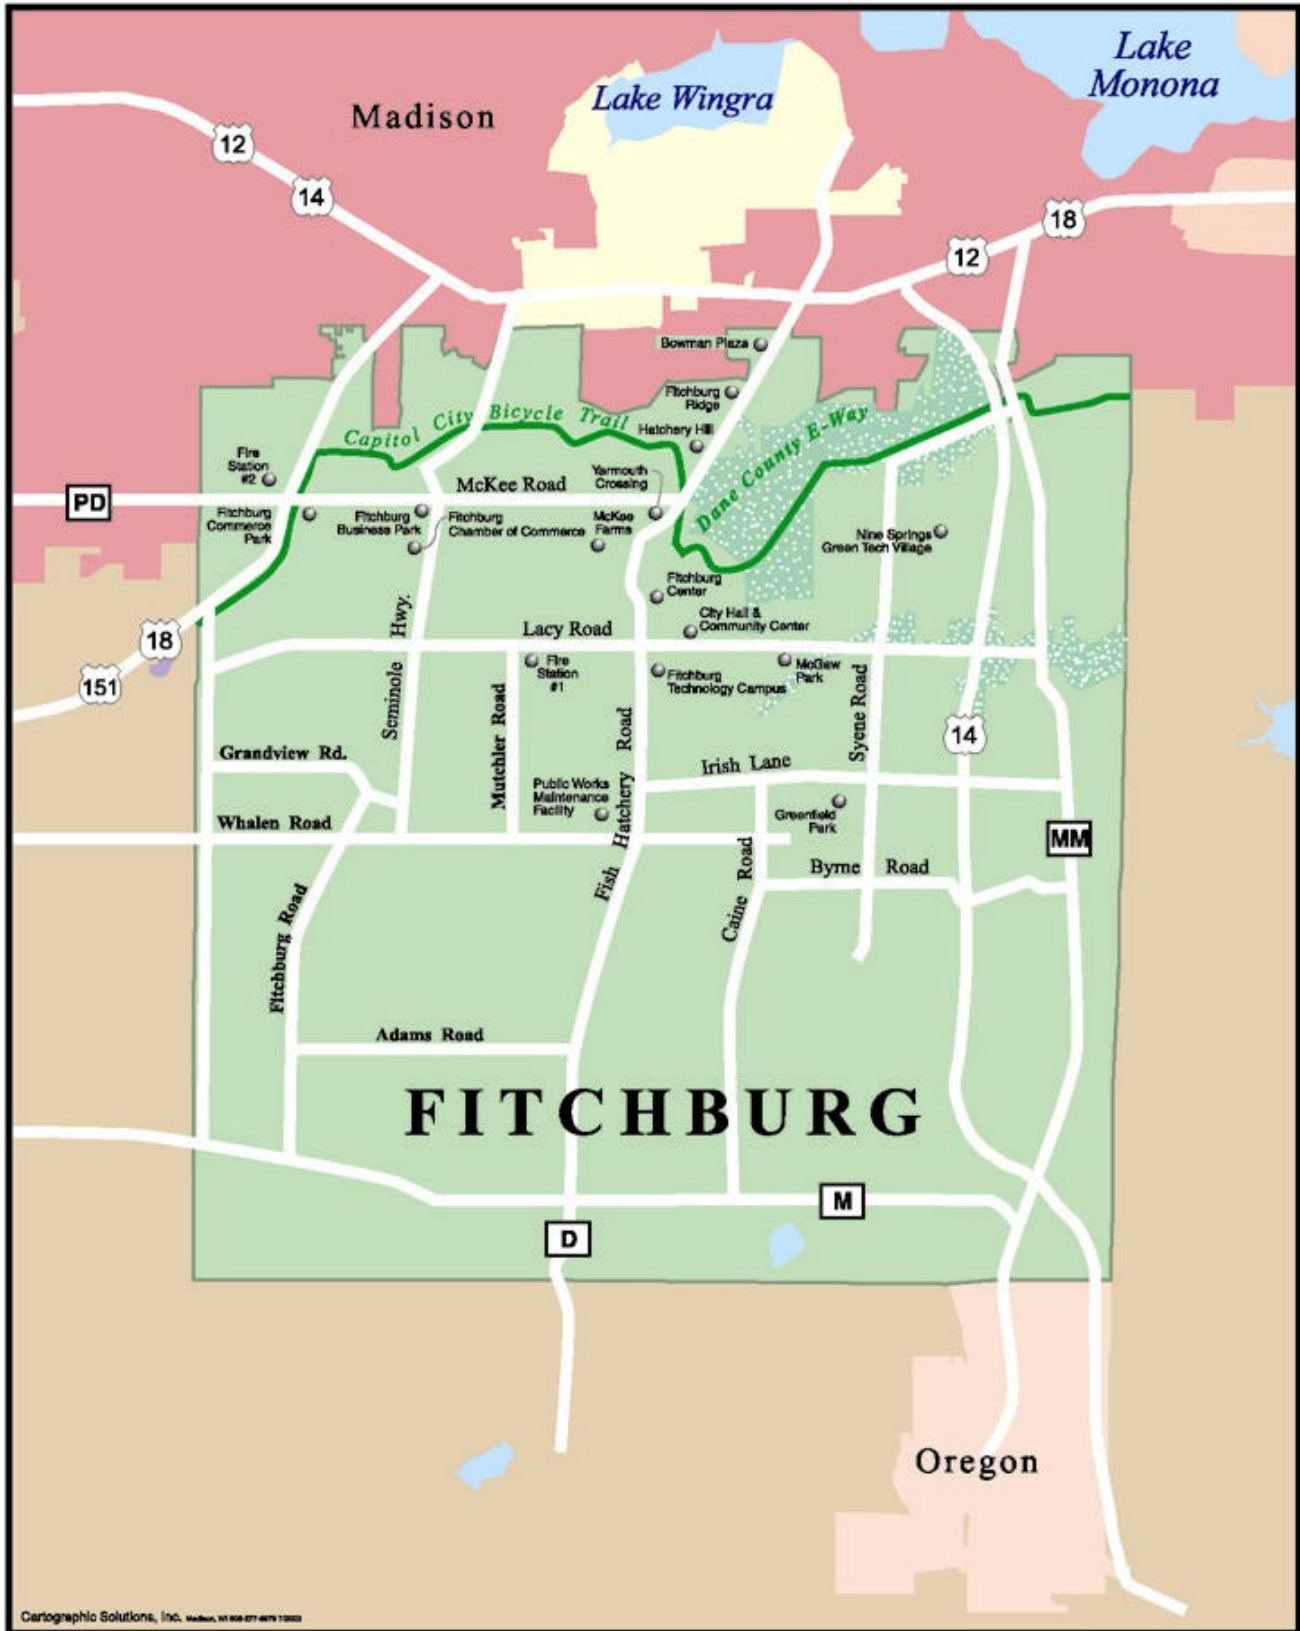 Lake
Monona
Lake Wingra
Madison
12
14
18
12
Bowman Plaza
Fitchburg
Ridge
Capitol City Bicycle Trail
Hatchery Hill
Dane County E-Way
Fire
Station
#2
Yarmouth
Crossing
McKee Road
PD
Fitchburg
Commerce
Park
Fitchburg
Business Park
Fitchburg
Chamber of Commerce
McKee
Farms
Nine Springs
Green Tech Village
Fitchburg
Center
City Hall &
Community Center
Lacy Road
Seminole Hwy.
18
151
Fire
Station
#1
Fitchburg
Technology Campus
McGaw
Park
Syene Road
Mutchler Road
14
Grandview Rd.
Irish Lane
Public Works
Maintenance
Facility
Fish Hatchery Road
Greenfield
Park
Whalen Road
MM
Caine Road
Byrne Road
Fitchburg Road
Adams Road
FITCHBURG
M
D
Oregon
Cartographic Solutions, Inc.